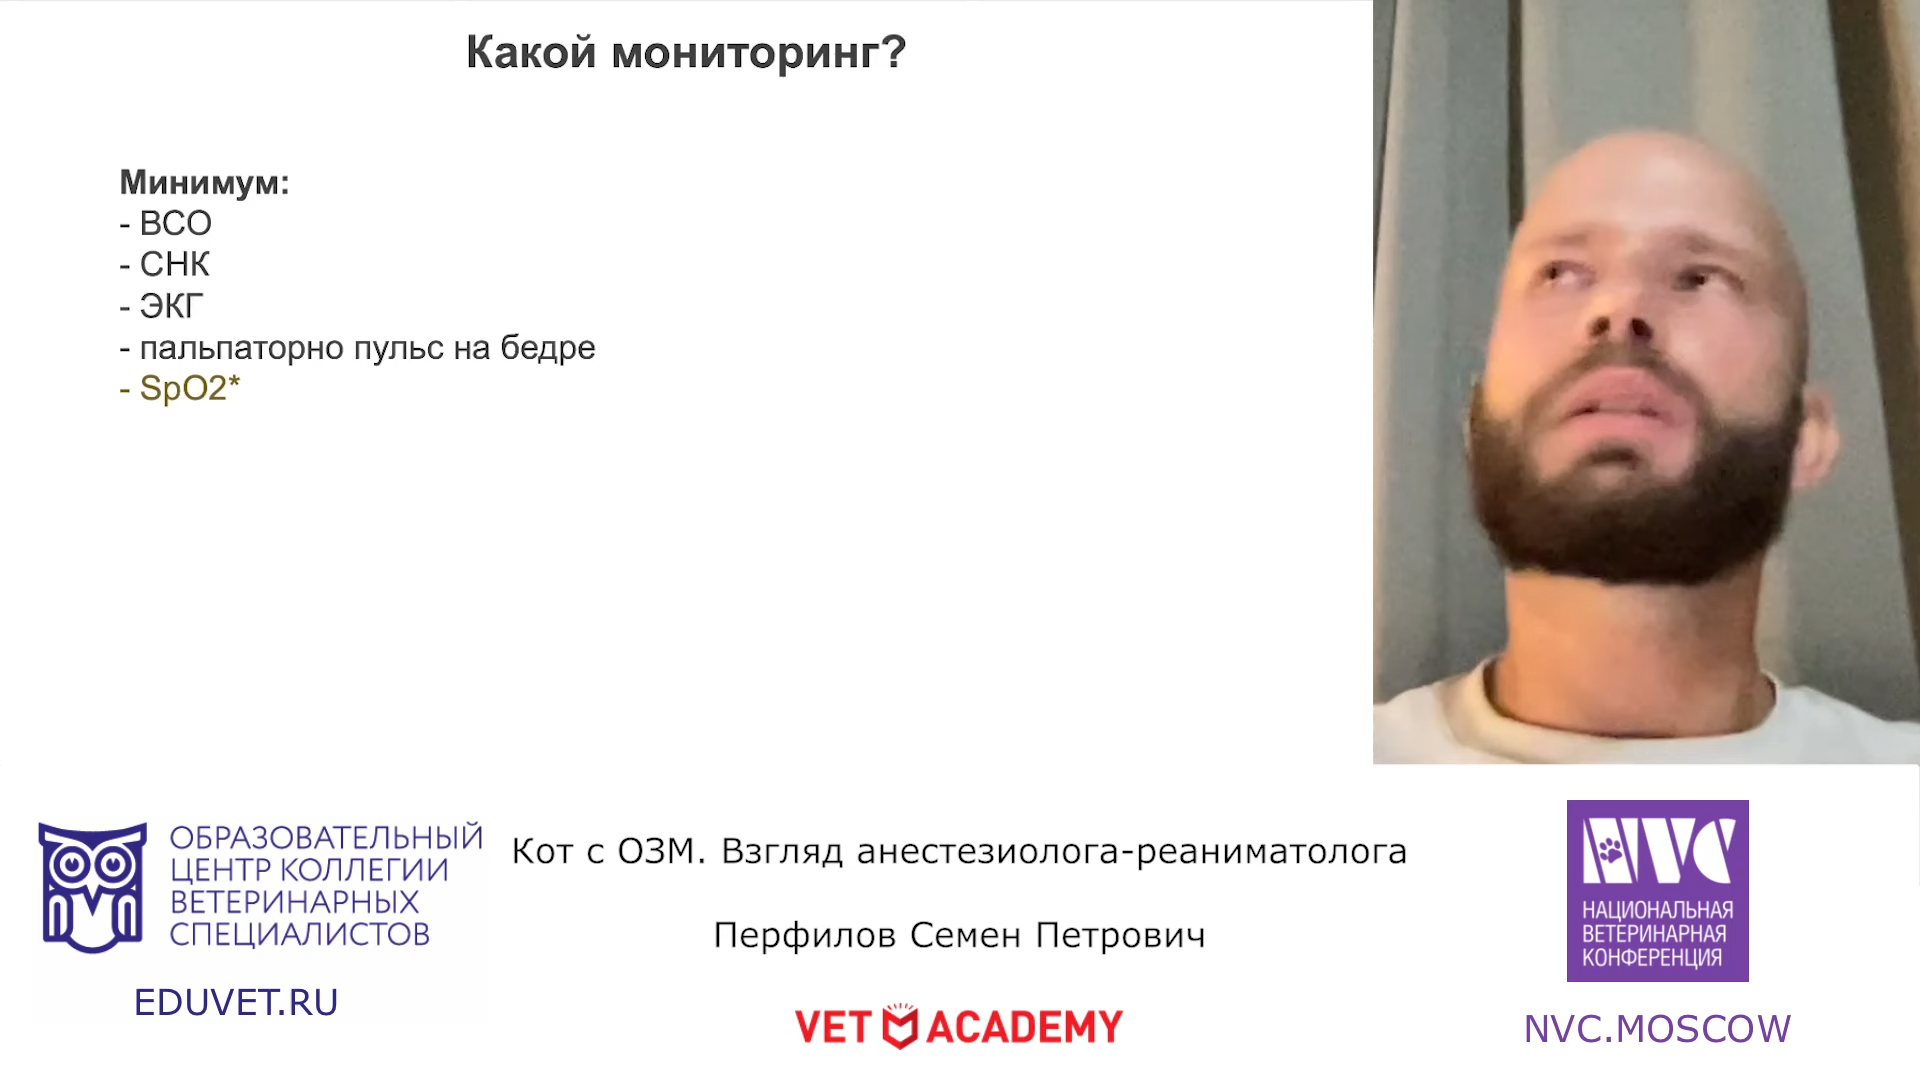 Какой мониторинг?
Минимум:
- ВСО
- СНК
- ЭКГ
- пальпаторно пульс на бедре
- SpO2*
ОБРАЗОВАТЕЛЬНЫЙ
ЦЕНТР КОЛЛЕГИИ
ВЕТЕРИНАРНЫХ
СПЕЦИАЛИСТОВ
EDUVET.RU
Кот с ОЗМ. Взгляд анестезиолога-реаниматолога
Перфилов Семен Петрович
VET ACADEMY
NVC
НАЦИОНАЛЬНАЯ
ВЕТЕРИНАРНАЯ
КОНФЕРЕНЦИЯ
NVC.MOSCOW